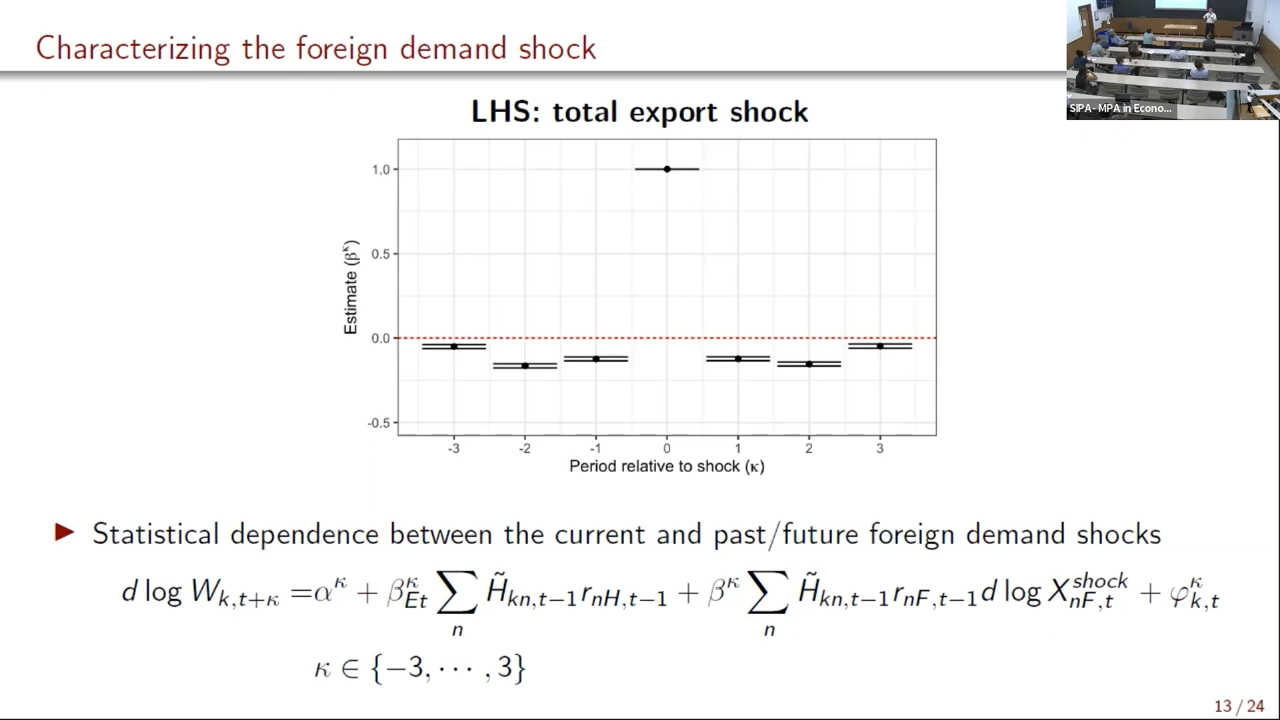 Characterizing the foreign demand shock
SIPA- MPA in Econo...
LHS: total export shock
Estimate (βᵏ)
1.0
0.5
0.0
-0.5
-3 -2 -1 0 1 2 3
Period relative to shock (κ)
▶ Statistical dependence between the current and past/future foreign demand shocks
d log W_{k,t+κ} = α^κ + β^κ_{Et} ∑_n H̃_{kn,t−1} r_{nH,t−1} + β^κ ∑_n H̃_{kn,t−1} r_{nF,t−1} d log X^{shock}_{nF,t} + φ^κ_{k,t}
κ ∈ {−3, ⋯ , 3}
13 / 24